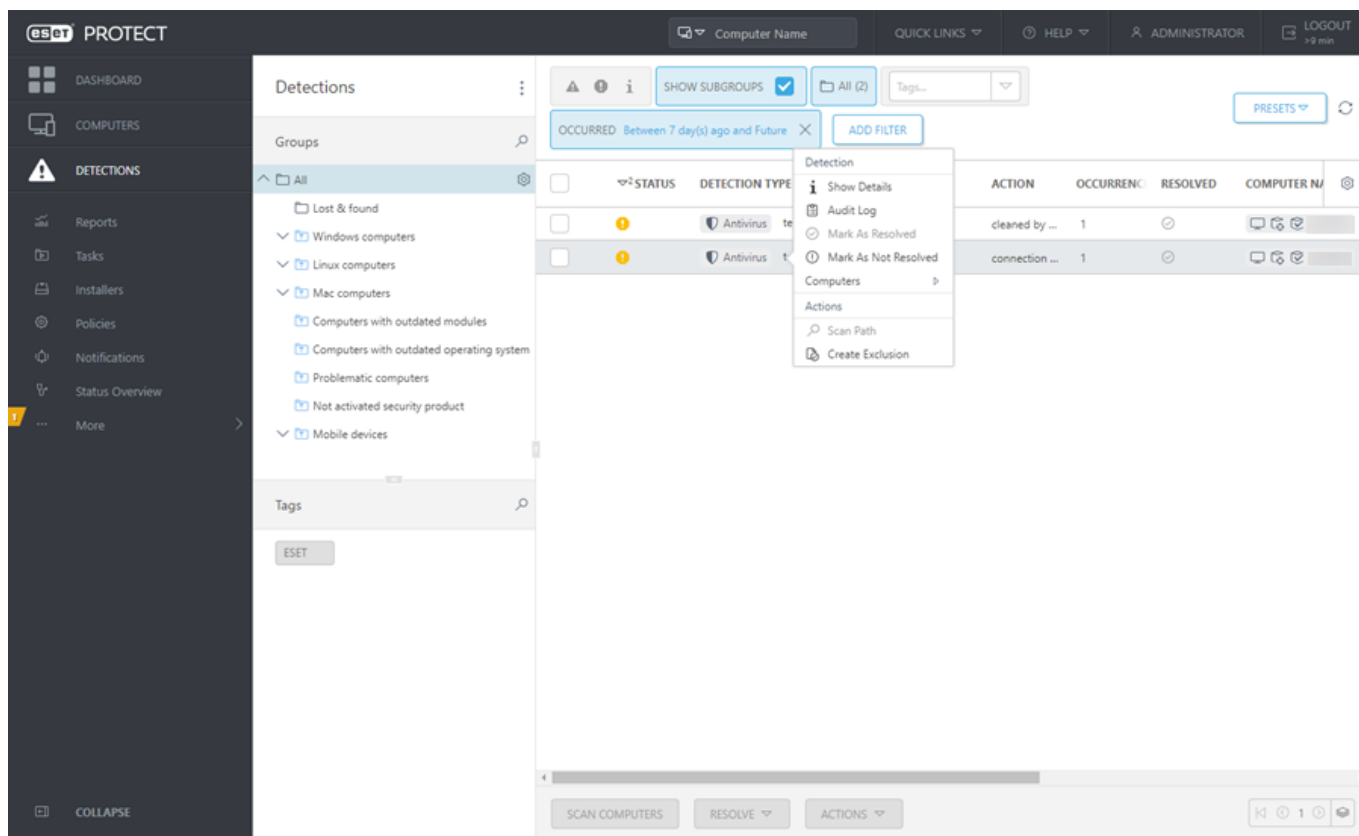 eset PROTECT
Computer Name
QUICK LINKS
HELP
ADMINISTRATOR
LOGOUT
>9 min
DASHBOARD
COMPUTERS
DETECTIONS
Reports
Tasks
Installers
Policies
Notifications
Status Overview
1
More
COLLAPSE
Detections
Groups
All
Lost & found
Windows computers
Linux computers
Mac computers
Computers with outdated modules
Computers with outdated operating system
Problematic computers
Not activated security product
Mobile devices
Tags
ESET
SHOW SUBGROUPS
All (2)
Tags...
PRESETS
OCCURRED Between 7 day(s) ago and Future
ADD FILTER
2 STATUS DETECTION TYPE ACTION OCCURRENC RESOLVED COMPUTER NA
Antivirus te cleaned by ... 1
Antivirus t connection ... 1
Detection
Show Details
Audit Log
Mark As Resolved
Mark As Not Resolved
Computers
Actions
Scan Path
Create Exclusion
SCAN COMPUTERS
RESOLVE
ACTIONS
1